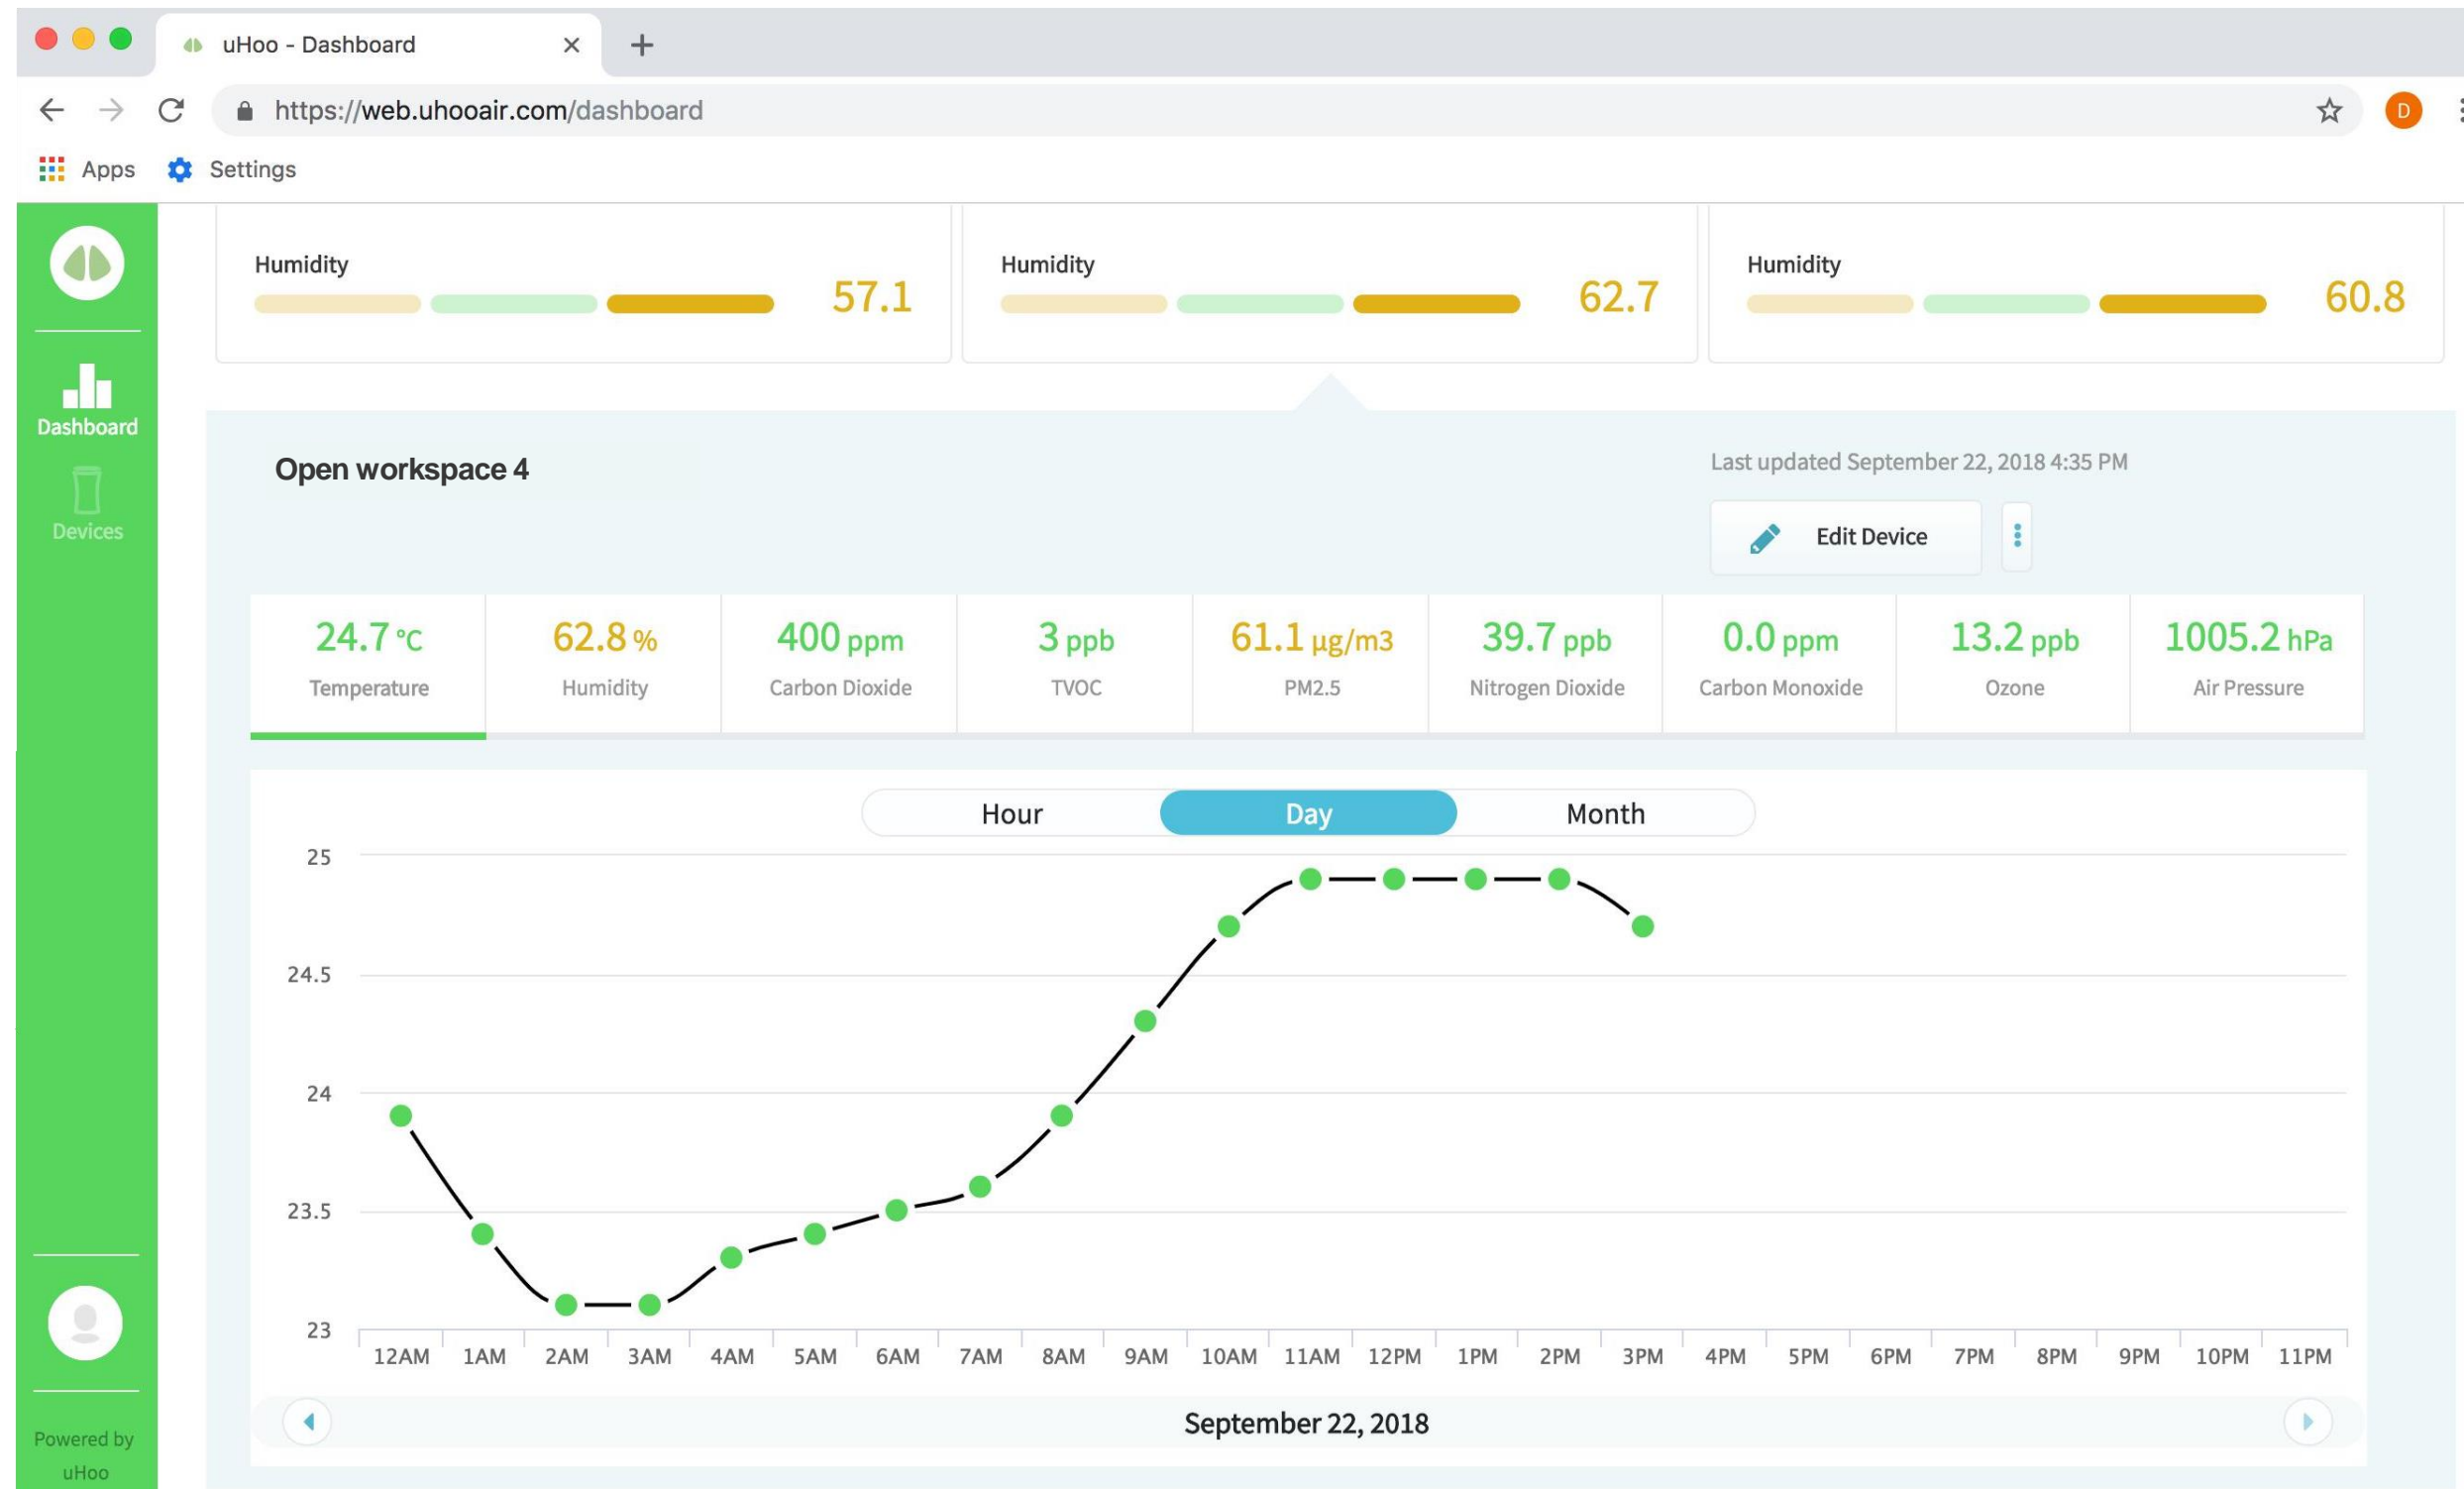 uHoo - Dashboard
https://web.uhooair.com/dashboard
D
Apps Settings
Humidity 57.1
Humidity 62.7
Humidity 60.8
Dashboard
Devices
Powered by
uHoo
Open workspace 4
Last updated September 22, 2018 4:35 PM
Edit Device
24.7 °C 62.8 % 400 ppm 3 ppb 61.1 µg/m3 39.7 ppb 0.0 ppm 13.2 ppb 1005.2 hPa
Temperature Humidity Carbon Dioxide TVOC PM2.5 Nitrogen Dioxide Carbon Monoxide Ozone Air Pressure
Hour Day Month
25
24.5
24
23.5
23
12AM 1AM 2AM 3AM 4AM 5AM 6AM 7AM 8AM 9AM 10AM 11AM 12PM 1PM 2PM 3PM 4PM 5PM 6PM 7PM 8PM 9PM 10PM 11PM
September 22, 2018